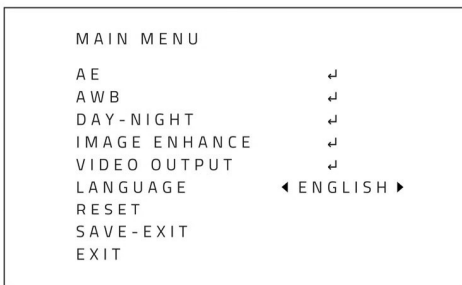 MAIN MENU
AE ↵
AWB ↵
DAY-NIGHT ↵
IMAGE ENHANCE ↵
VIDEO OUTPUT ↵
LANGUAGE ◀ ENGLISH ▶
RESET
SAVE-EXIT
EXIT